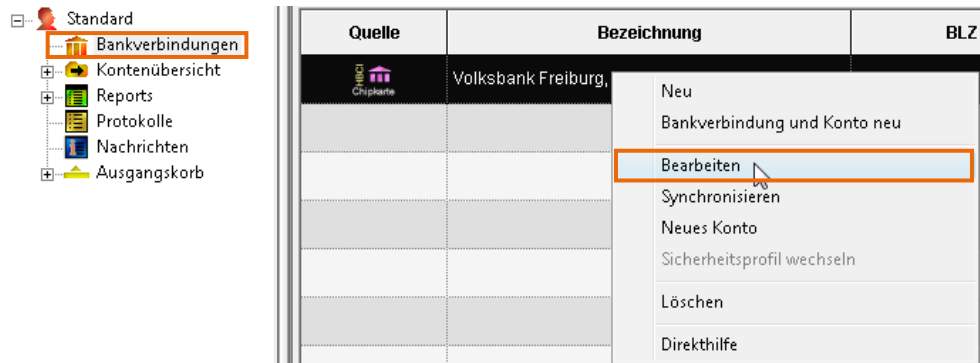 Standard
Bankverbindungen
Kontenübersicht
Reports
Protokolle
Nachrichten
Ausgangskorb
Quelle Bezeichnung BLZ
HBCI
Chipkarte
Volksbank Freiburg,
Neu
Bankverbindung und Konto neu
Bearbeiten
Synchronisieren
Neues Konto
Sicherheitsprofil wechseln
Löschen
Direkthilfe